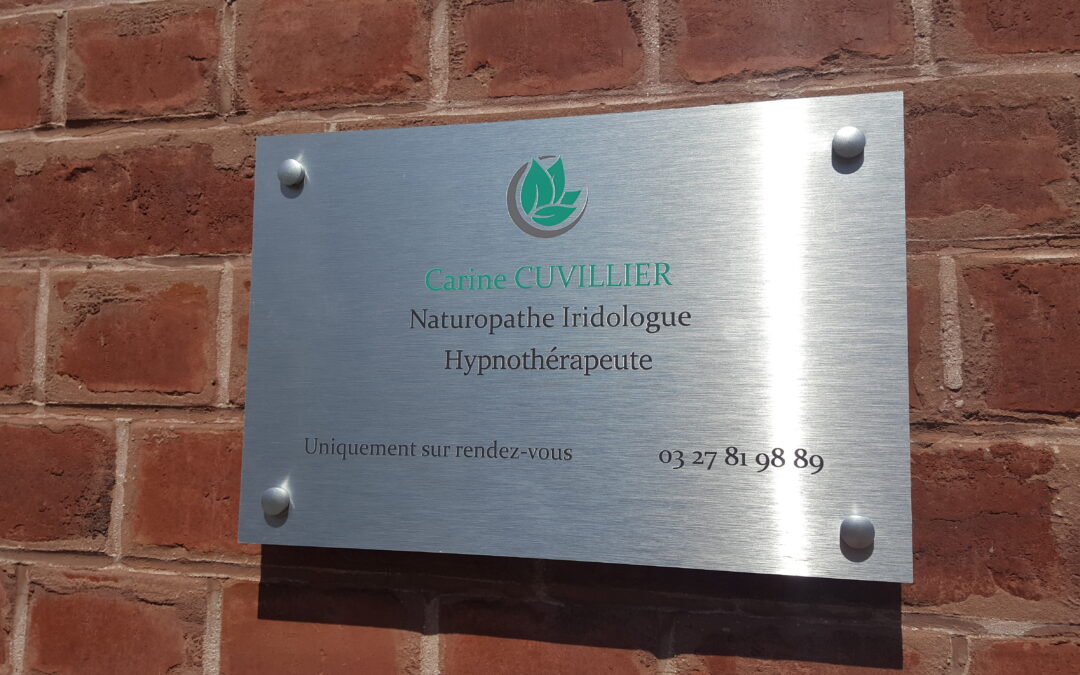 Carine CUVILLIER
Naturopathe Iridologue
Hypnothérapeute
Uniquement sur rendez-vous 03 27 81 98 89